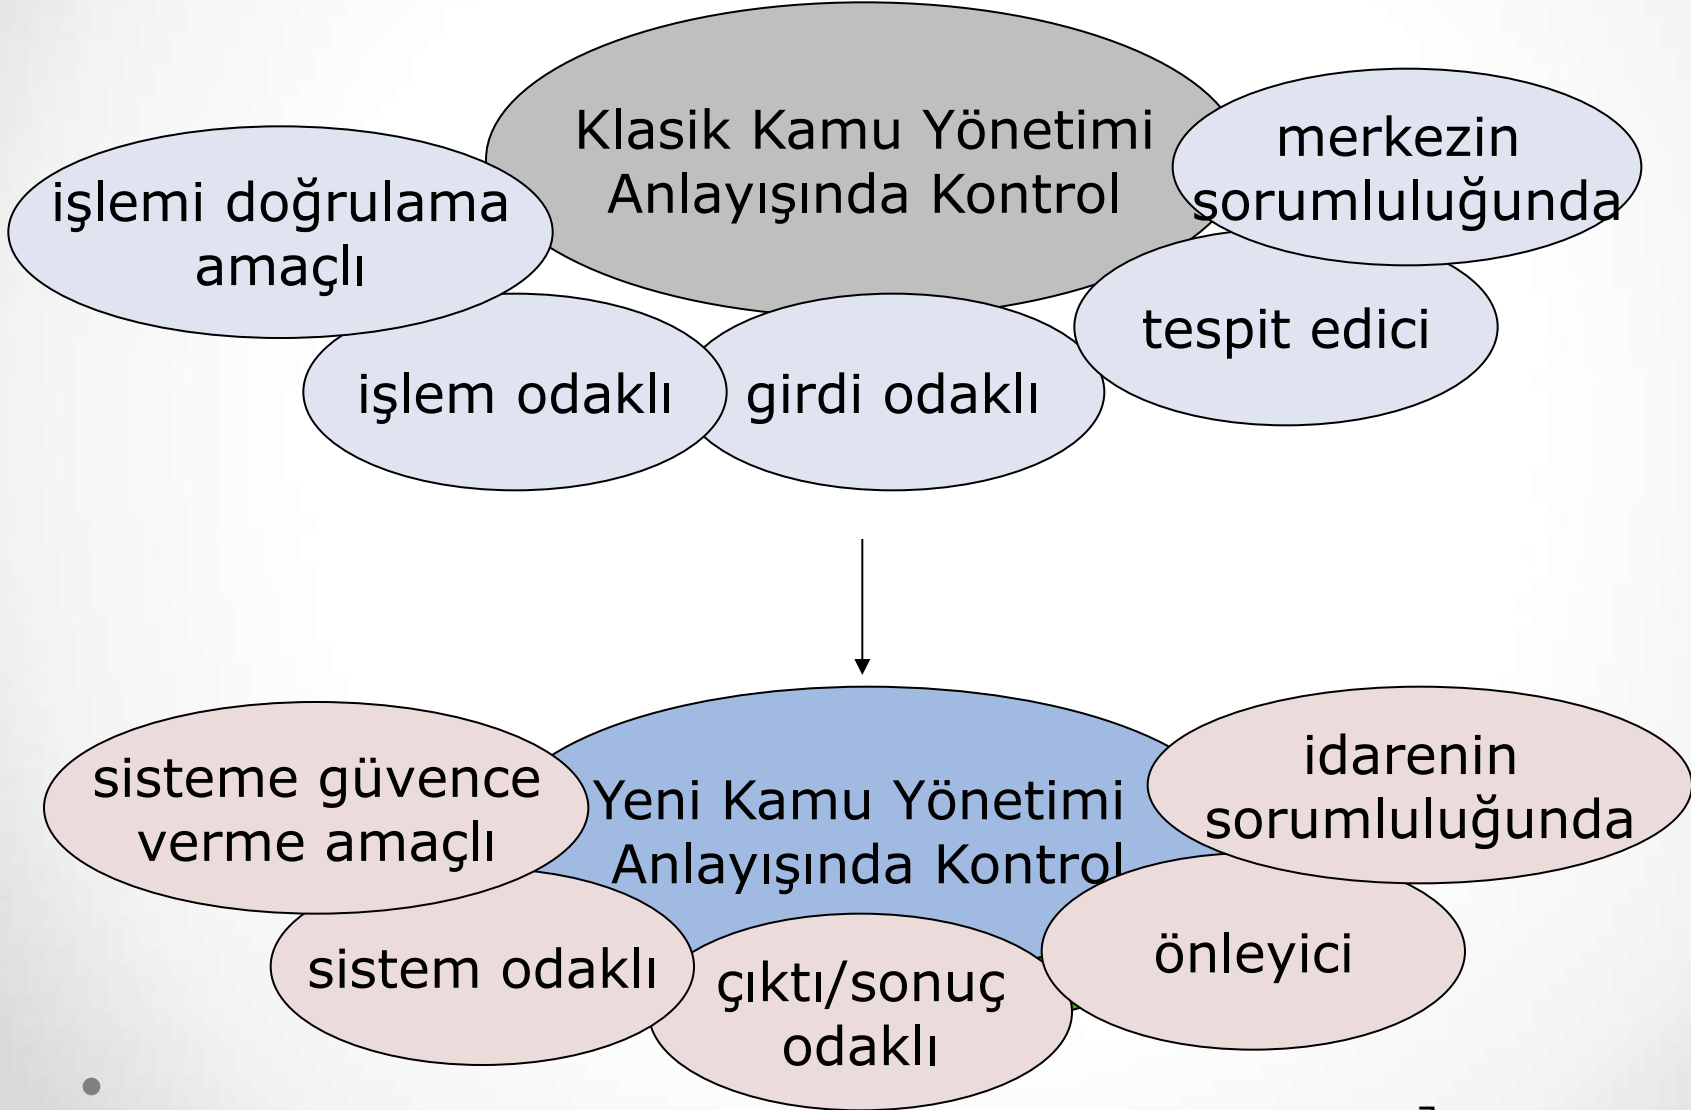 Klasik Kamu Yönetimi
Anlayışında Kontrol
işlemi doğrulama
amaçlı
işlem odaklı
girdi odaklı
tespit edici
merkezin
sorumluluğunda
Yeni Kamu Yönetimi
Anlayışında Kontrol
sisteme güvence
verme amaçlı
sistem odaklı
çıktı/sonuç
odaklı
önleyici
idarenin
sorumluluğunda